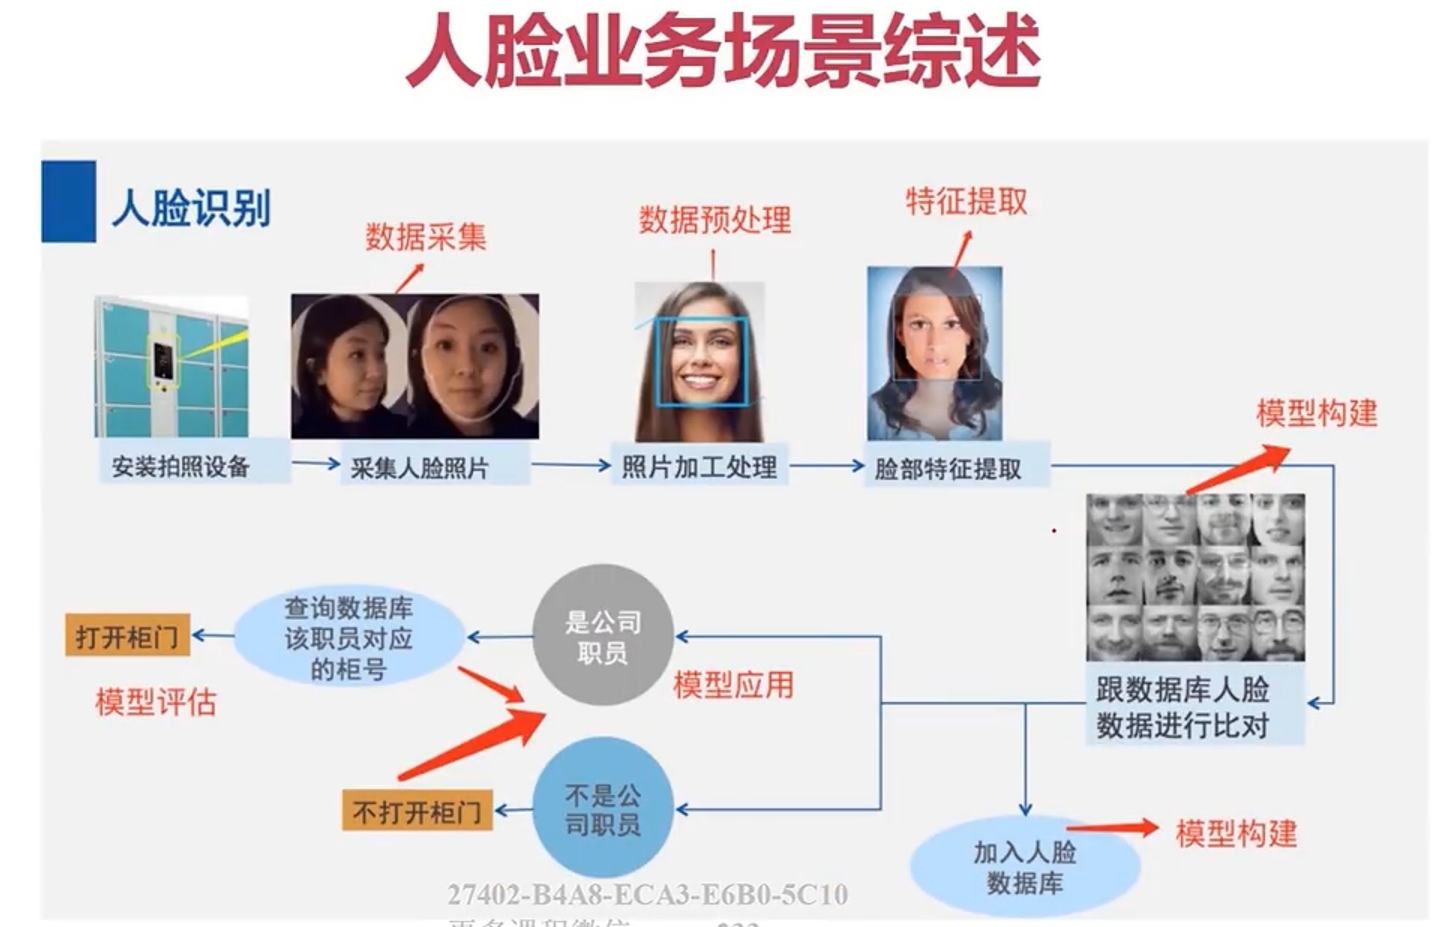 人脸业务场景综述
人脸识别
数据采集
数据预处理
特征提取
安装拍照设备
采集人脸照片
照片加工处理
脸部特征提取
模型构建
跟数据库人脸
数据进行比对
是公司
职员
模型应用
查询数据库
该职员对应
的柜号
打开柜门
模型评估
不是公
司职员
不打开柜门
加入人脸
数据库
模型构建
27402-B4A8-ECA3-E6B0-5C10